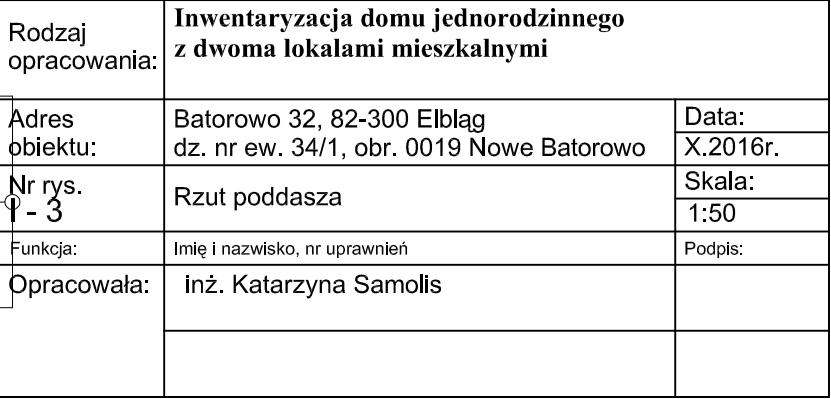 Rodzaj
opracowania:
Inwentaryzacja domu jednorodzinnego
z dwoma lokalami mieszkalnymi
Adres
obiektu:
Batorowo 32, 82-300 Elbląg
dz. nr ew. 34/1, obr. 0019 Nowe Batorowo
Data:
X.2016r.
Nr rys.
I - 3
Rzut poddasza
Skala:
1:50
Funkcja:
Imię i nazwisko, nr uprawnień
Podpis:
Opracowała:
inż. Katarzyna Samolis